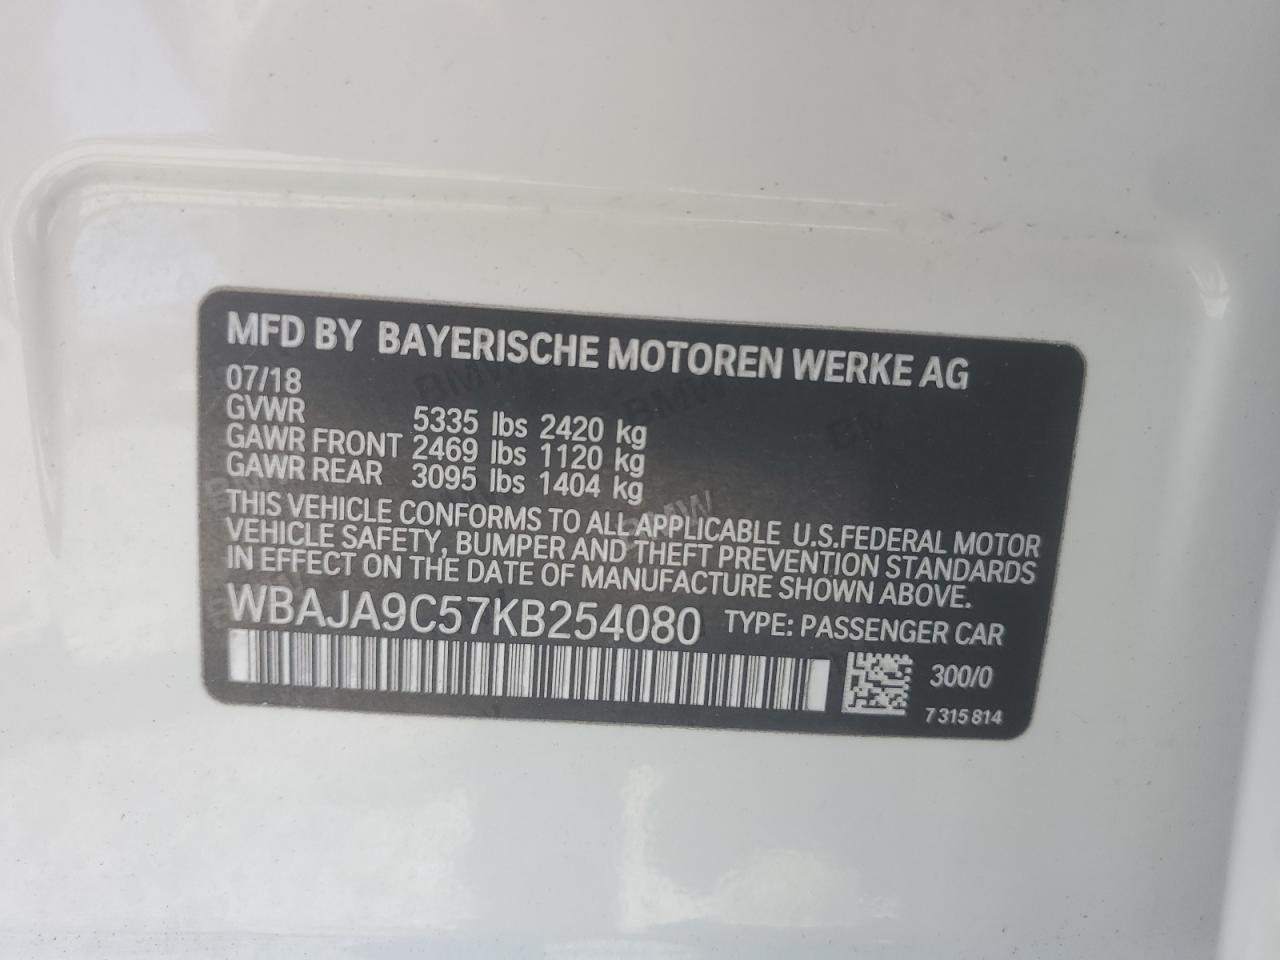 MFD BY BAYERISCHE MOTOREN WERKE AG
07/18
GVWR 5335 lbs 2420 kg
GAWR FRONT 2469 lbs 1120 kg
GAWR REAR 3095 lbs 1404 kg
THIS VEHICLE CONFORMS TO ALL APPLICABLE U.S.FEDERAL MOTOR
VEHICLE SAFETY, BUMPER AND THEFT PREVENTION STANDARDS
IN EFFECT ON THE DATE OF MANUFACTURE SHOWN ABOVE.
WBAJA9C57KB254080 TYPE: PASSENGER CAR
300/0
7 315 814